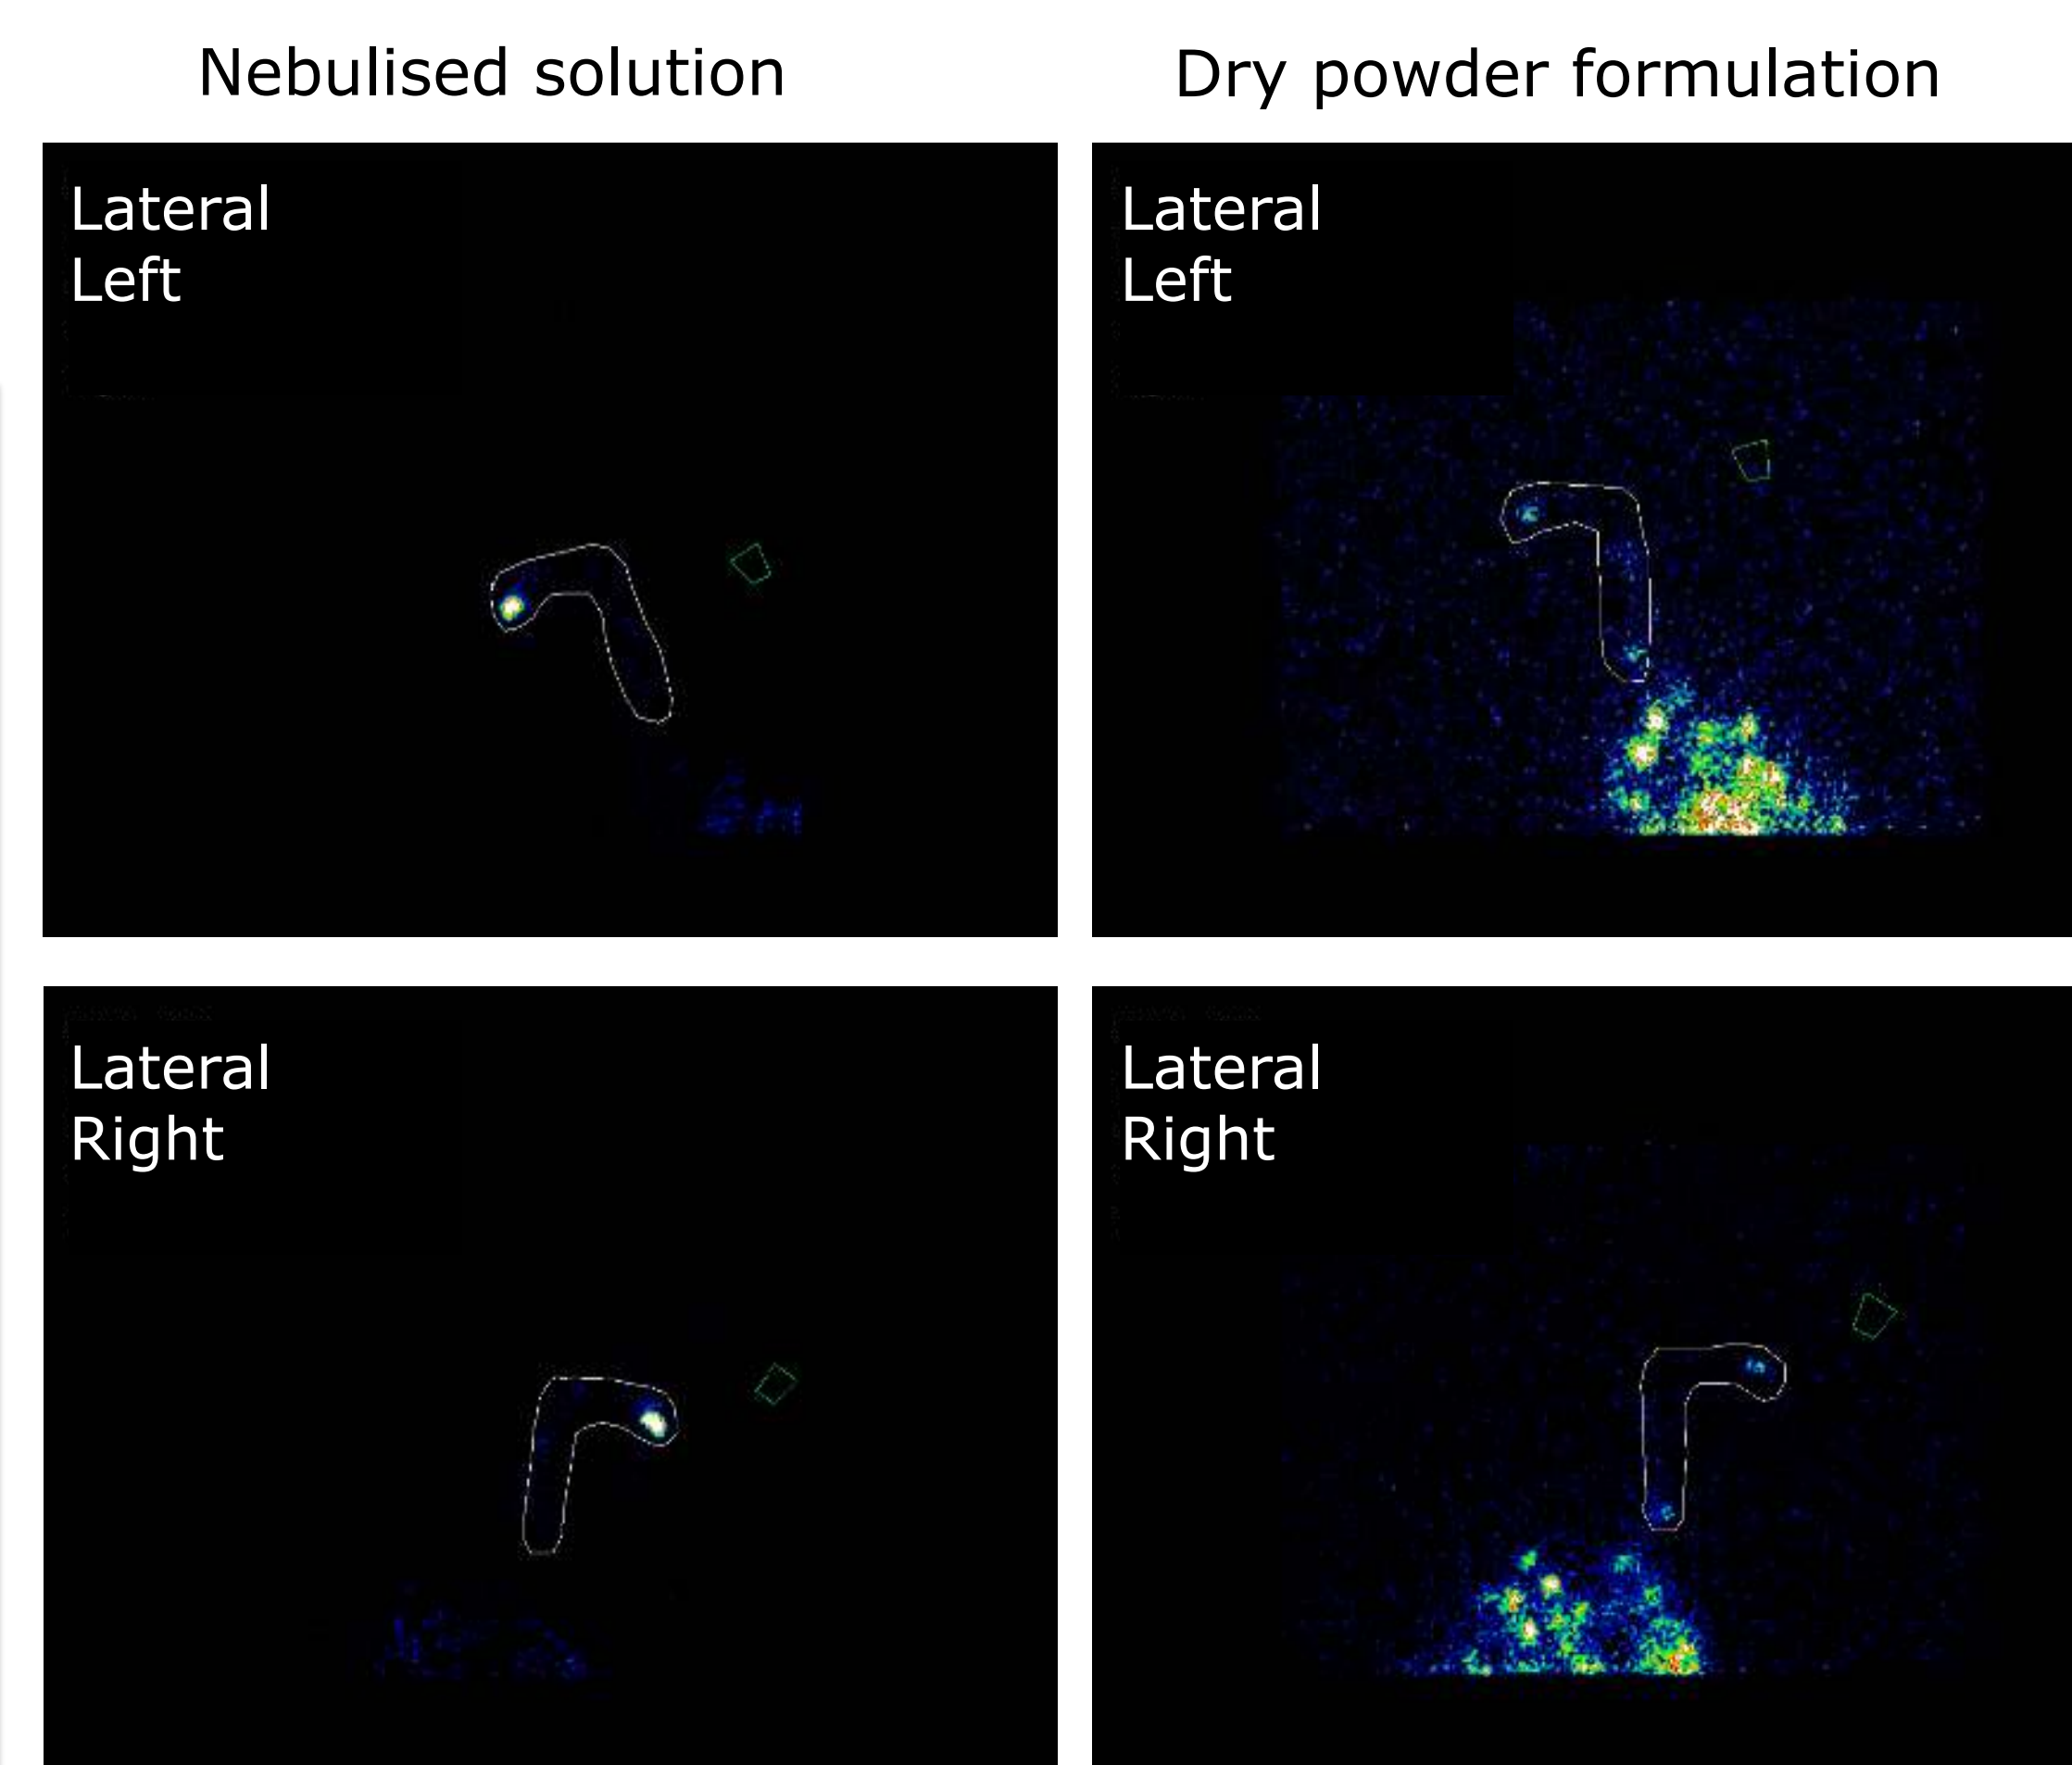 Nebulised solution
Dry powder formulation
Lateral
Left
Lateral
Left
Lateral
Right
Lateral
Right